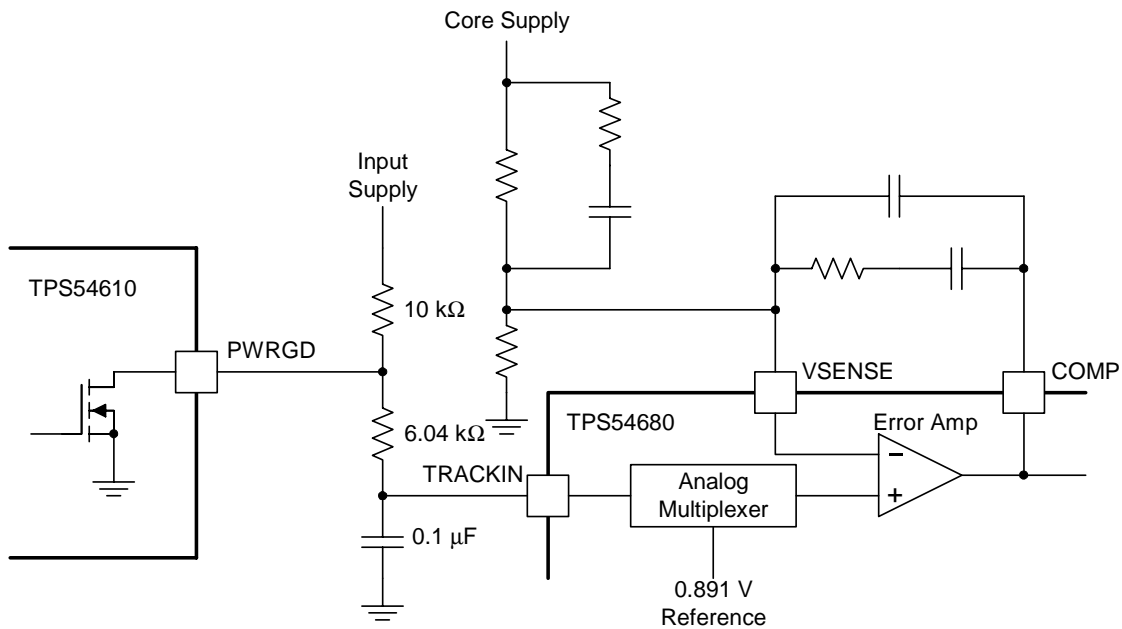 Core Supply
Input
Supply
TPS54610
10 kΩ
PWRGD
VSENSE
COMP
TPS54680
Error Amp
6.04 kΩ
TRACKIN
Analog
Multiplexer
0.1 μF
0.891 V
Reference